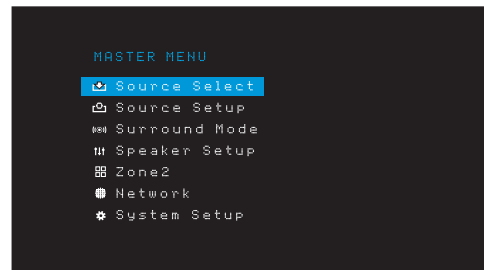 MASTER MENU
Source Select
Source Setup
Surround Mode
Speaker Setup
Zone2
Network
System Setup